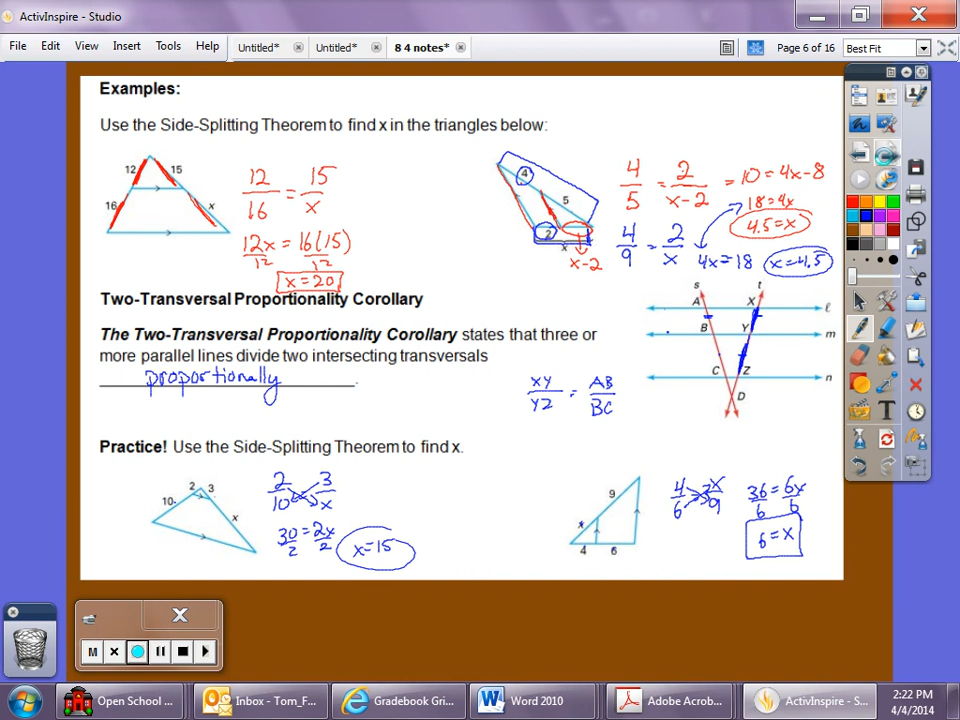 ActivInspire - Studio
File Edit View Insert Tools Help Untitled* Untitled* 8 4 notes* Page 6 of 16 Best Fit
Examples:
Use the Side-Splitting Theorem to find x in the triangles below:
12 15
16 x
12/16 = 15/x
12x/12 = 16(15)/12
x = 20
4
5
2
x
x-2
4/5 = 2/x-2 = 10 = 4x-8
18=4x
4.5=x
4/9 = 2/x
4x=18 x=4.5
Two-Transversal Proportionality Corollary
The Two-Transversal Proportionality Corollary states that three or
more parallel lines divide two intersecting transversals
proportionally.
s t
A X ℓ
B Y m
C Z n
D
XY/YZ = AB/BC
Practice! Use the Side-Splitting Theorem to find x.
2 3
10 x
2/10 = 3/x
30/2 = 2x/2 x=15
9
x
4 6
4/6 = x/9 36/6 = 6x/6
6 = x
M
Open School ... Inbox - Tom_F... Gradebook Gri... Word 2010 Adobe Acrob... ActivInspire - S...
2:22 PM
4/4/2014